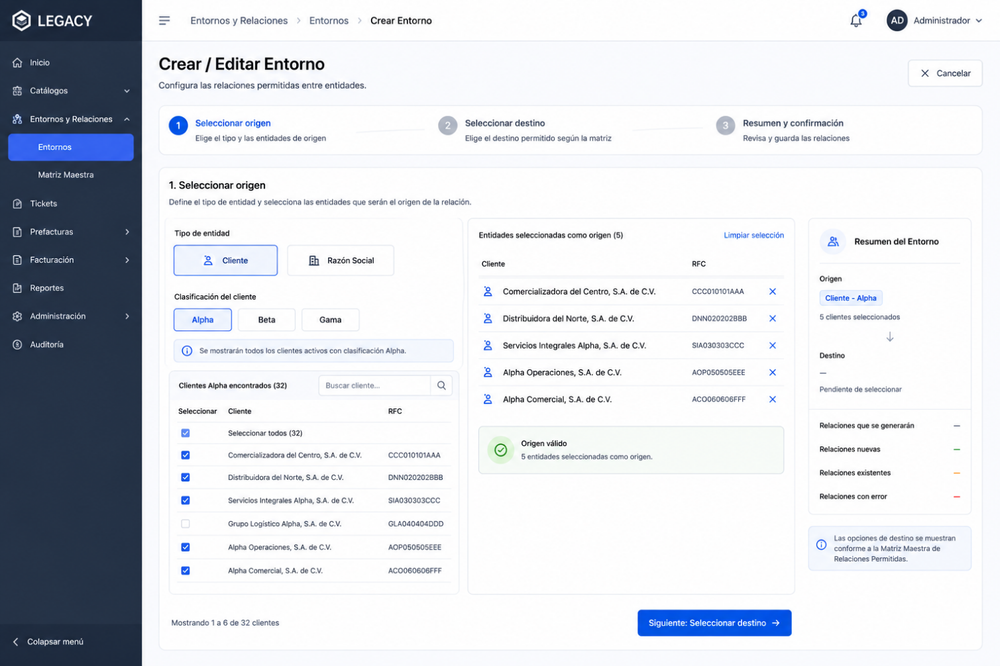 LEGACY
Entornos y Relaciones > Entornos > Crear Entorno
3
AD Administrador
Inicio
Catálogos
Entornos y Relaciones
Entornos
Matriz Maestra
Tickets
Prefacturas
Facturación
Reportes
Administración
Auditoría
Colapsar menú
Crear / Editar Entorno
Configura las relaciones permitidas entre entidades.
Cancelar
1 Seleccionar origen
Elige el tipo y las entidades de origen
2 Seleccionar destino
Elige el destino permitido según la matriz
3 Resumen y confirmación
Revisa y guarda las relaciones
1. Seleccionar origen
Define el tipo de entidad y selecciona las entidades que serán el origen de la relación.
Tipo de entidad
Cliente Razón Social
Clasificación del cliente
Alpha Beta Gama
Se mostrarán todos los clientes activos con clasificación Alpha.
Clientes Alpha encontrados (32) Buscar cliente...
Seleccionar Cliente RFC
Seleccionar todos (32)
Comercializadora del Centro, S.A. de C.V. CCC010101AAA
Distribuidora del Norte, S.A. de C.V. DNN020202BBB
Servicios Integrales Alpha, S.A. de C.V. SIA030303CCC
Grupo Logístico Alpha, S.A. de C.V. GLA040404DDD
Alpha Operaciones, S.A. de C.V. AOP050505EEE
Alpha Comercial, S.A. de C.V. ACO060606FFF
Mostrando 1 a 6 de 32 clientes
Entidades seleccionadas como origen (5) Limpiar selección
Cliente RFC
Comercializadora del Centro, S.A. de C.V. CCC010101AAA
Distribuidora del Norte, S.A. de C.V. DNN020202BBB
Servicios Integrales Alpha, S.A. de C.V. SIA030303CCC
Alpha Operaciones, S.A. de C.V. AOP050505EEE
Alpha Comercial, S.A. de C.V. ACO060606FFF
Origen válido
5 entidades seleccionadas como origen.
Siguiente: Seleccionar destino →
Resumen del Entorno
Origen
Cliente - Alpha
5 clientes seleccionados
↓
Destino
—
Pendiente de seleccionar
Relaciones que se generarán —
Relaciones nuevas —
Relaciones existentes —
Relaciones con error —
Las opciones de destino se muestran
conforme a la Matriz Maestra de
Relaciones Permitidas.